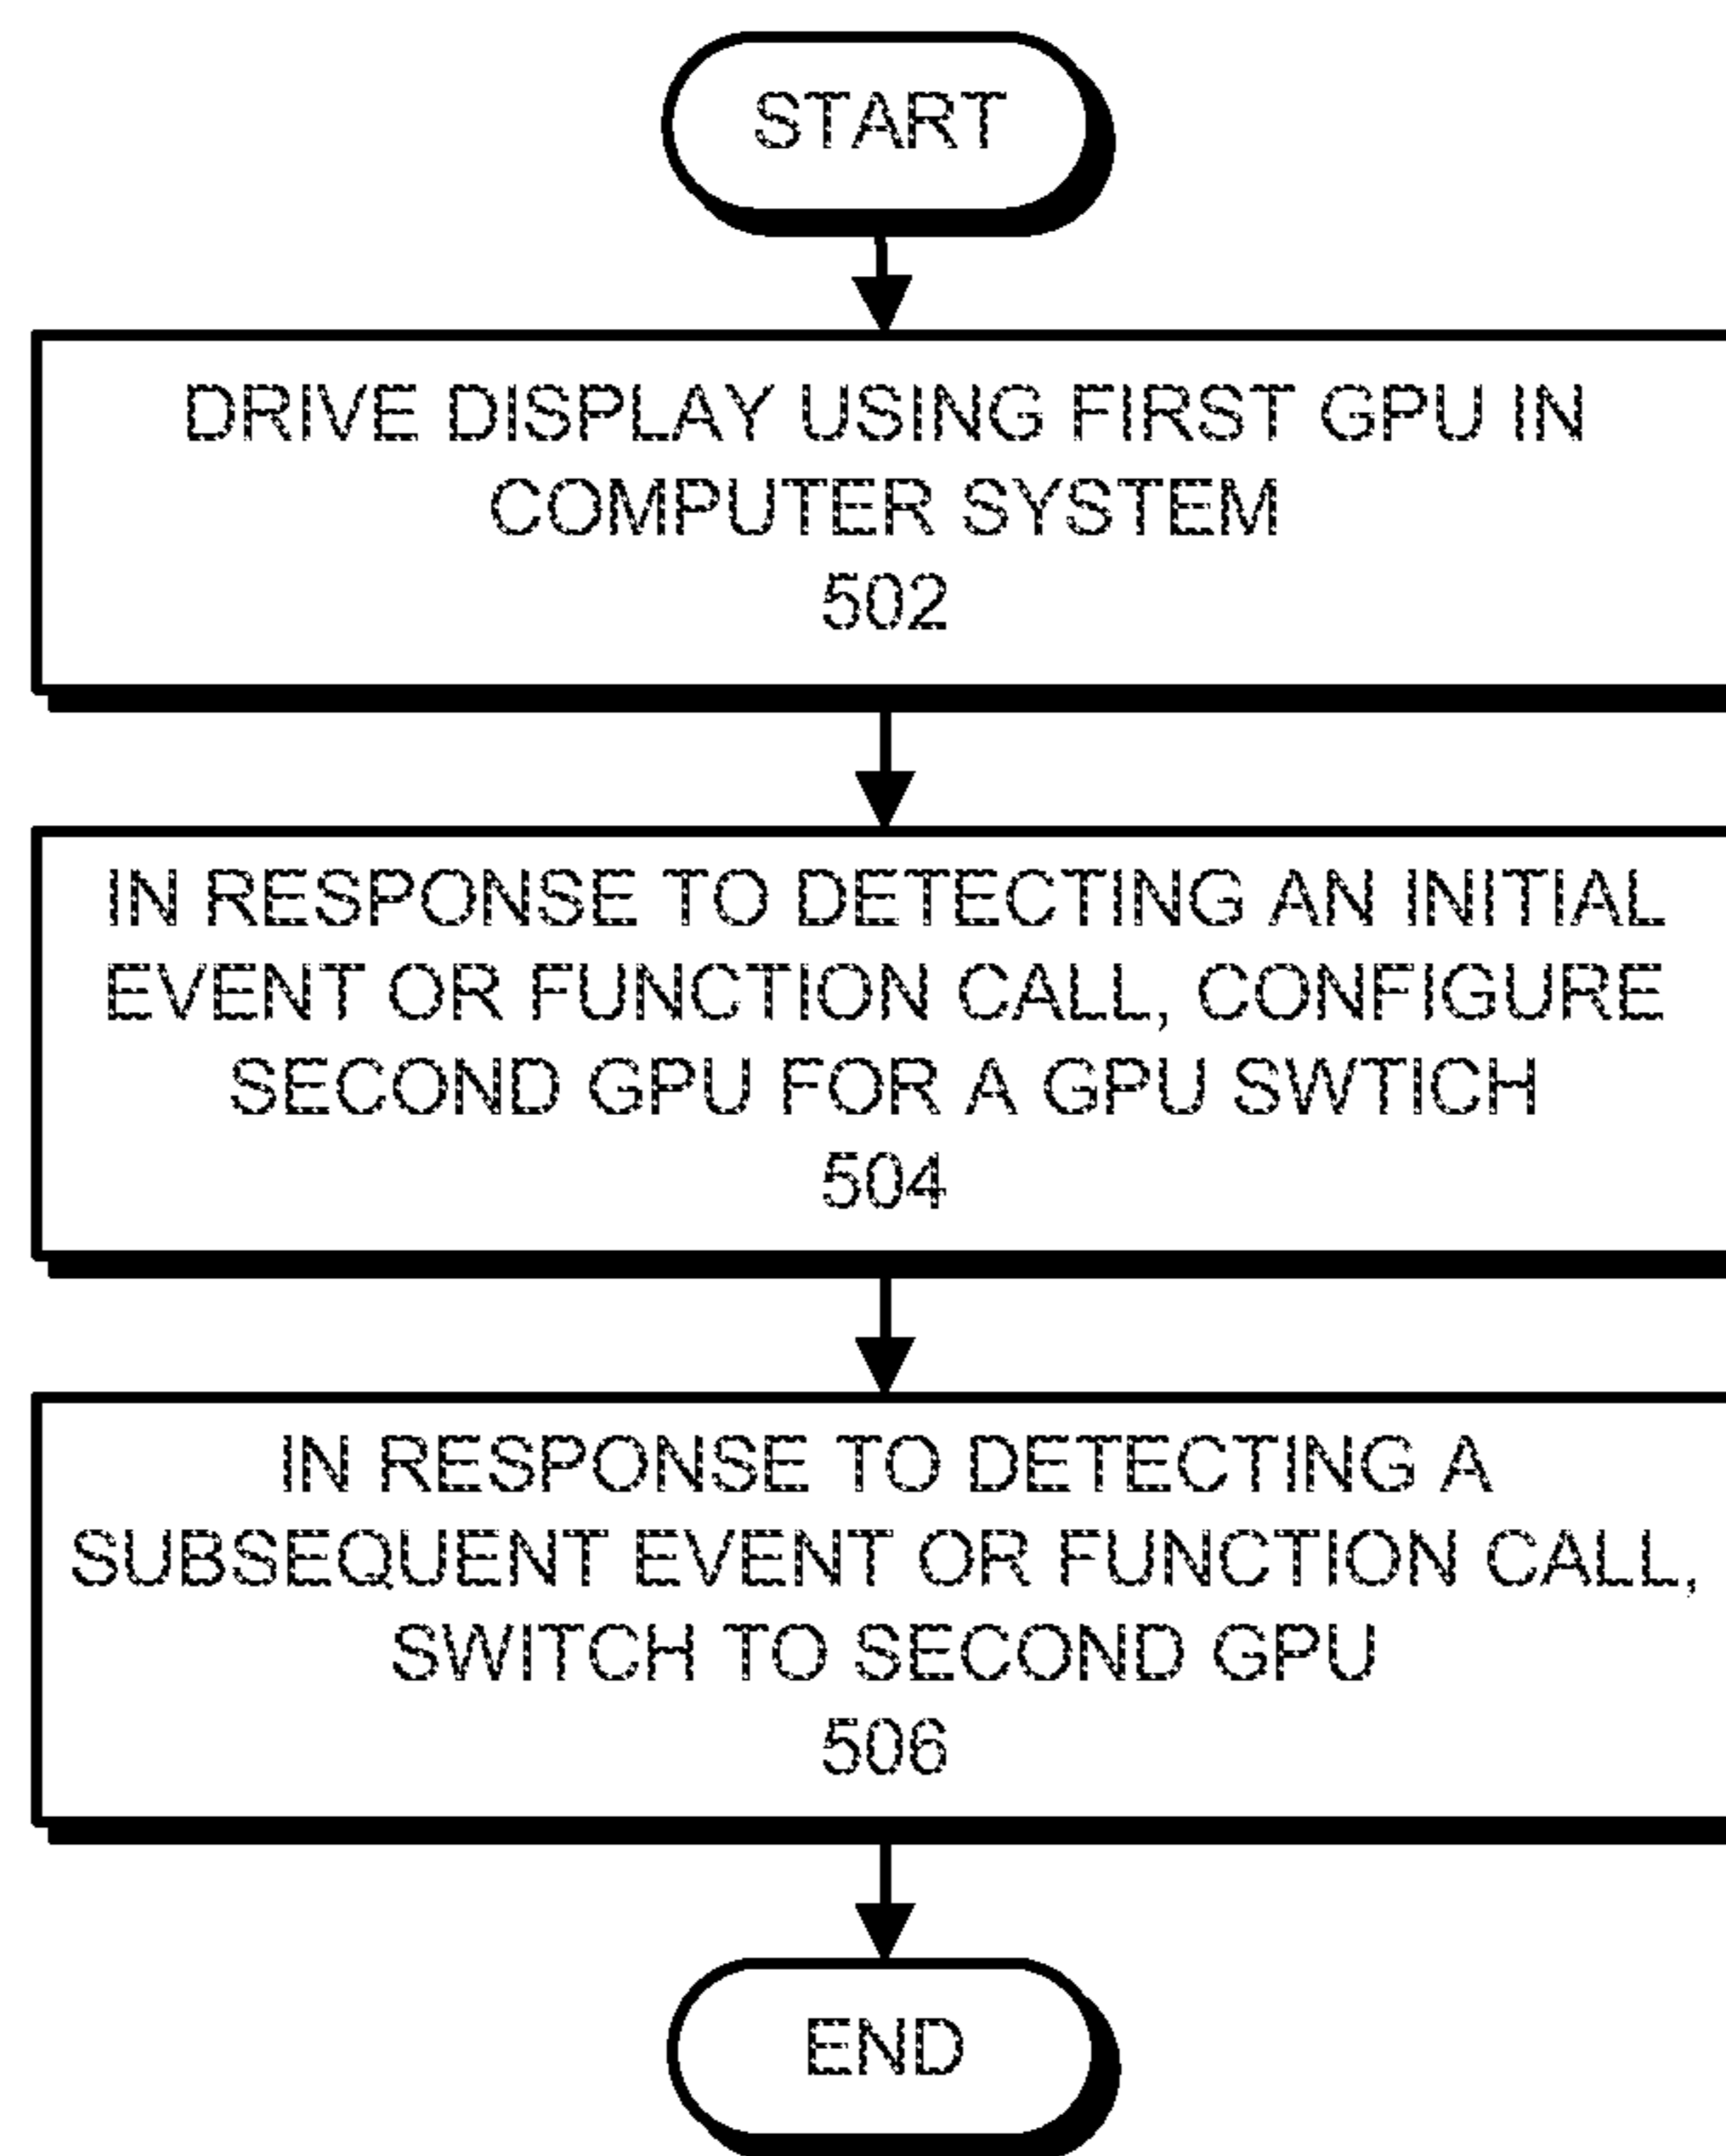 START
DRIVE DISPLAY USING FIRST GPU IN
COMPUTER SYSTEM
502
IN RESPONSE TO DETECTING AN INITIAL
EVENT OR FUNCTION CALL, CONFIGURE
SECOND GPU FOR A GPU SWTICH
504
IN RESPONSE TO DETECTING A
SUBSEQUENT EVENT OR FUNCTION CALL,
SWITCH TO SECOND GPU
506
END